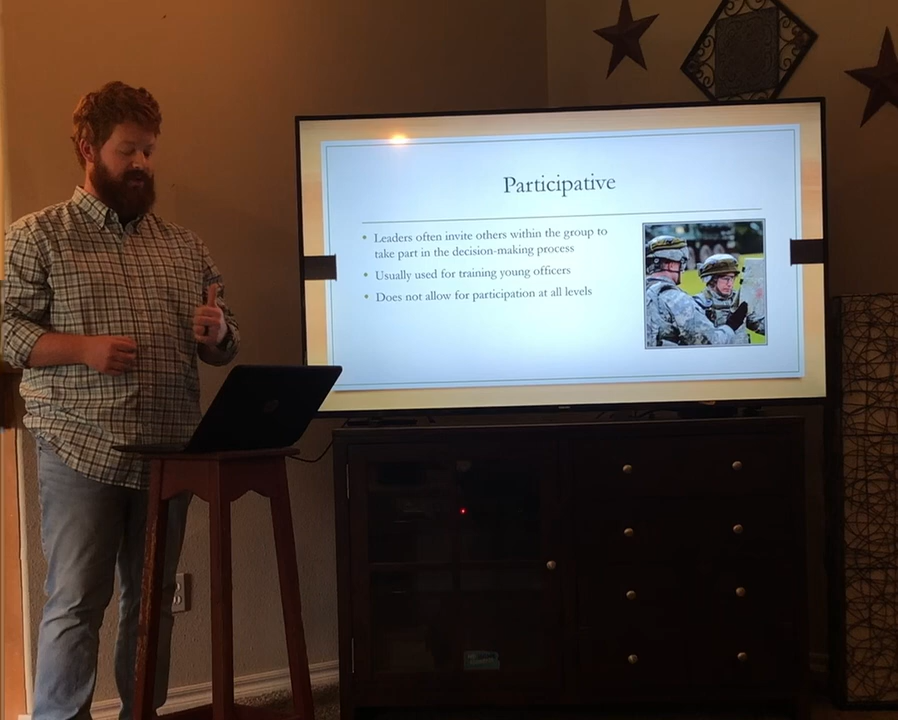 Participative
Leaders often invite others within the group to
take part in the decision-making process
Usually used for training young officers
Does not allow for participation at all levels